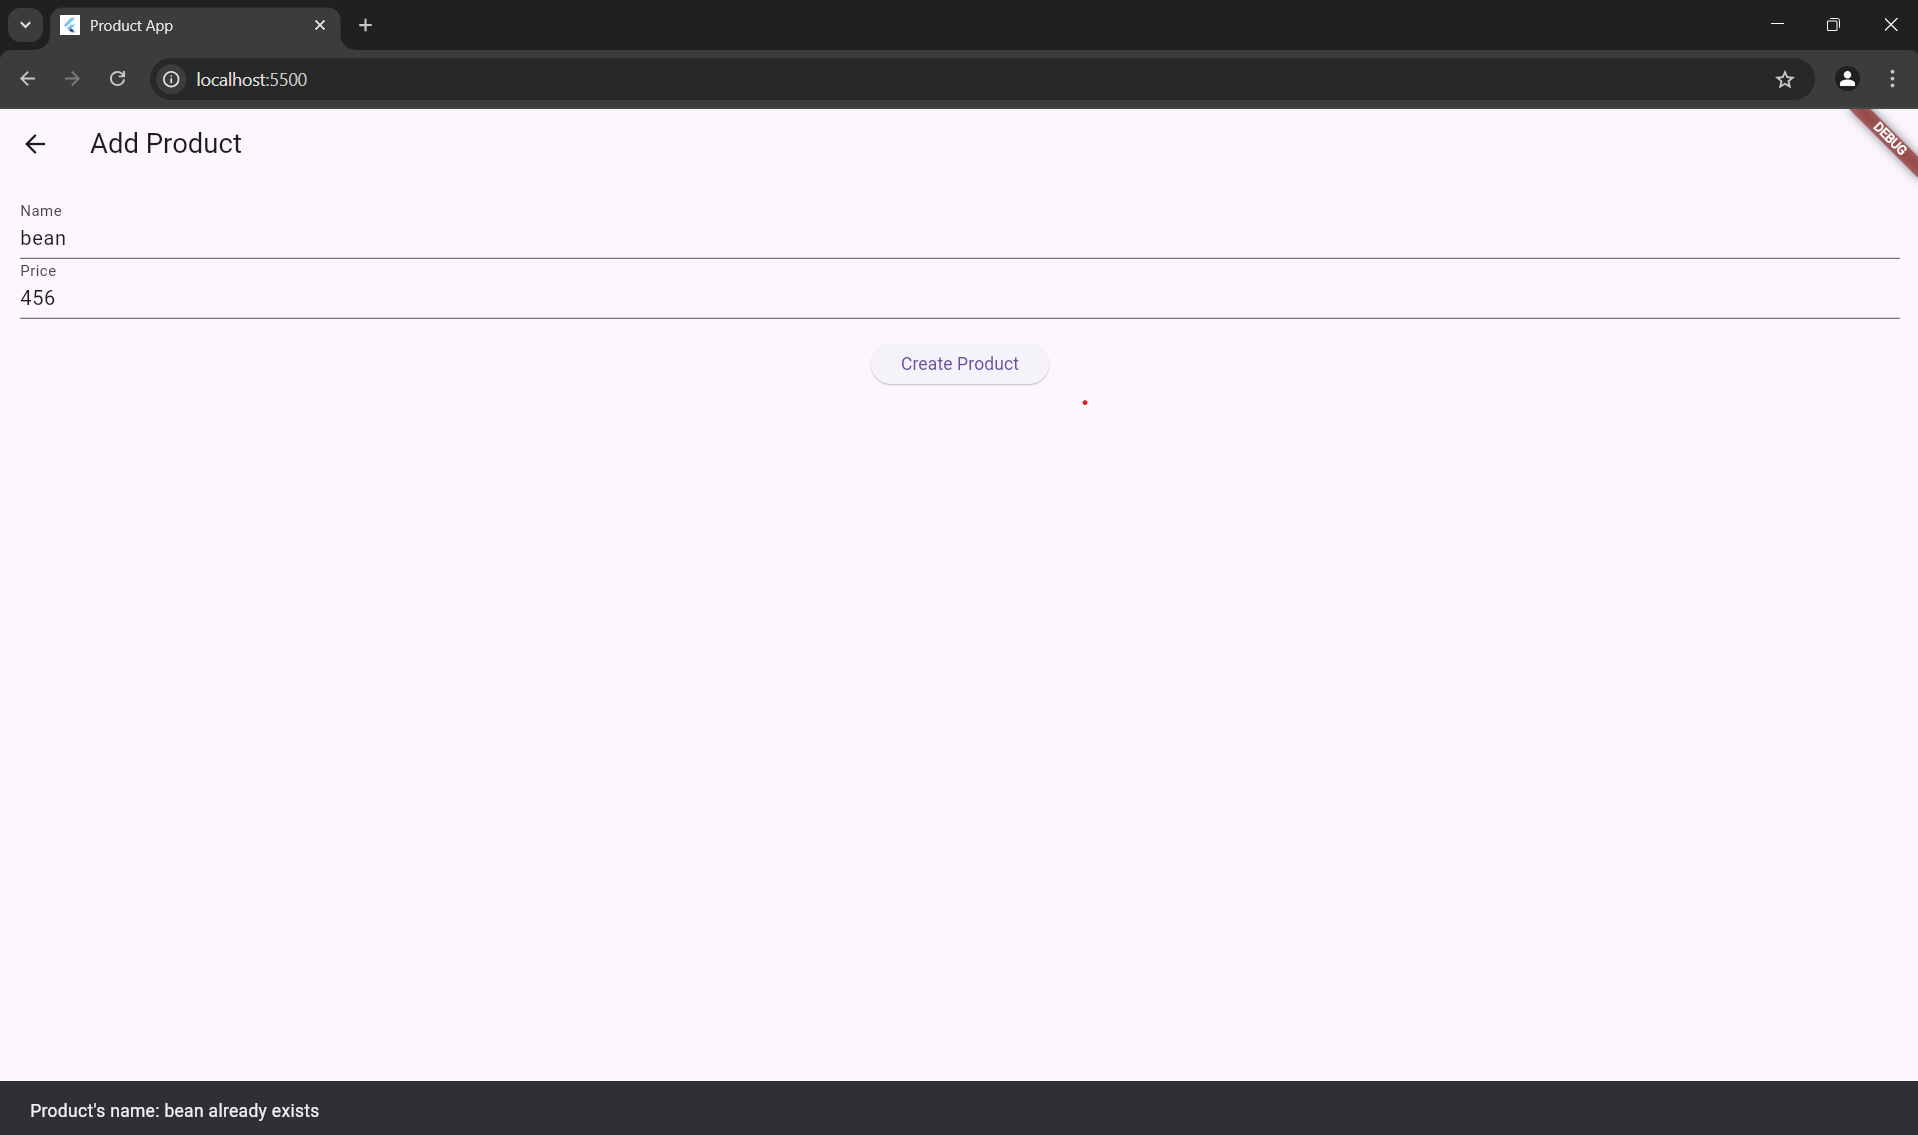 Product App
localhost:5500
DEBUG
Add Product
Name
bean
Price
456
Create Product
Product's name: bean already exists